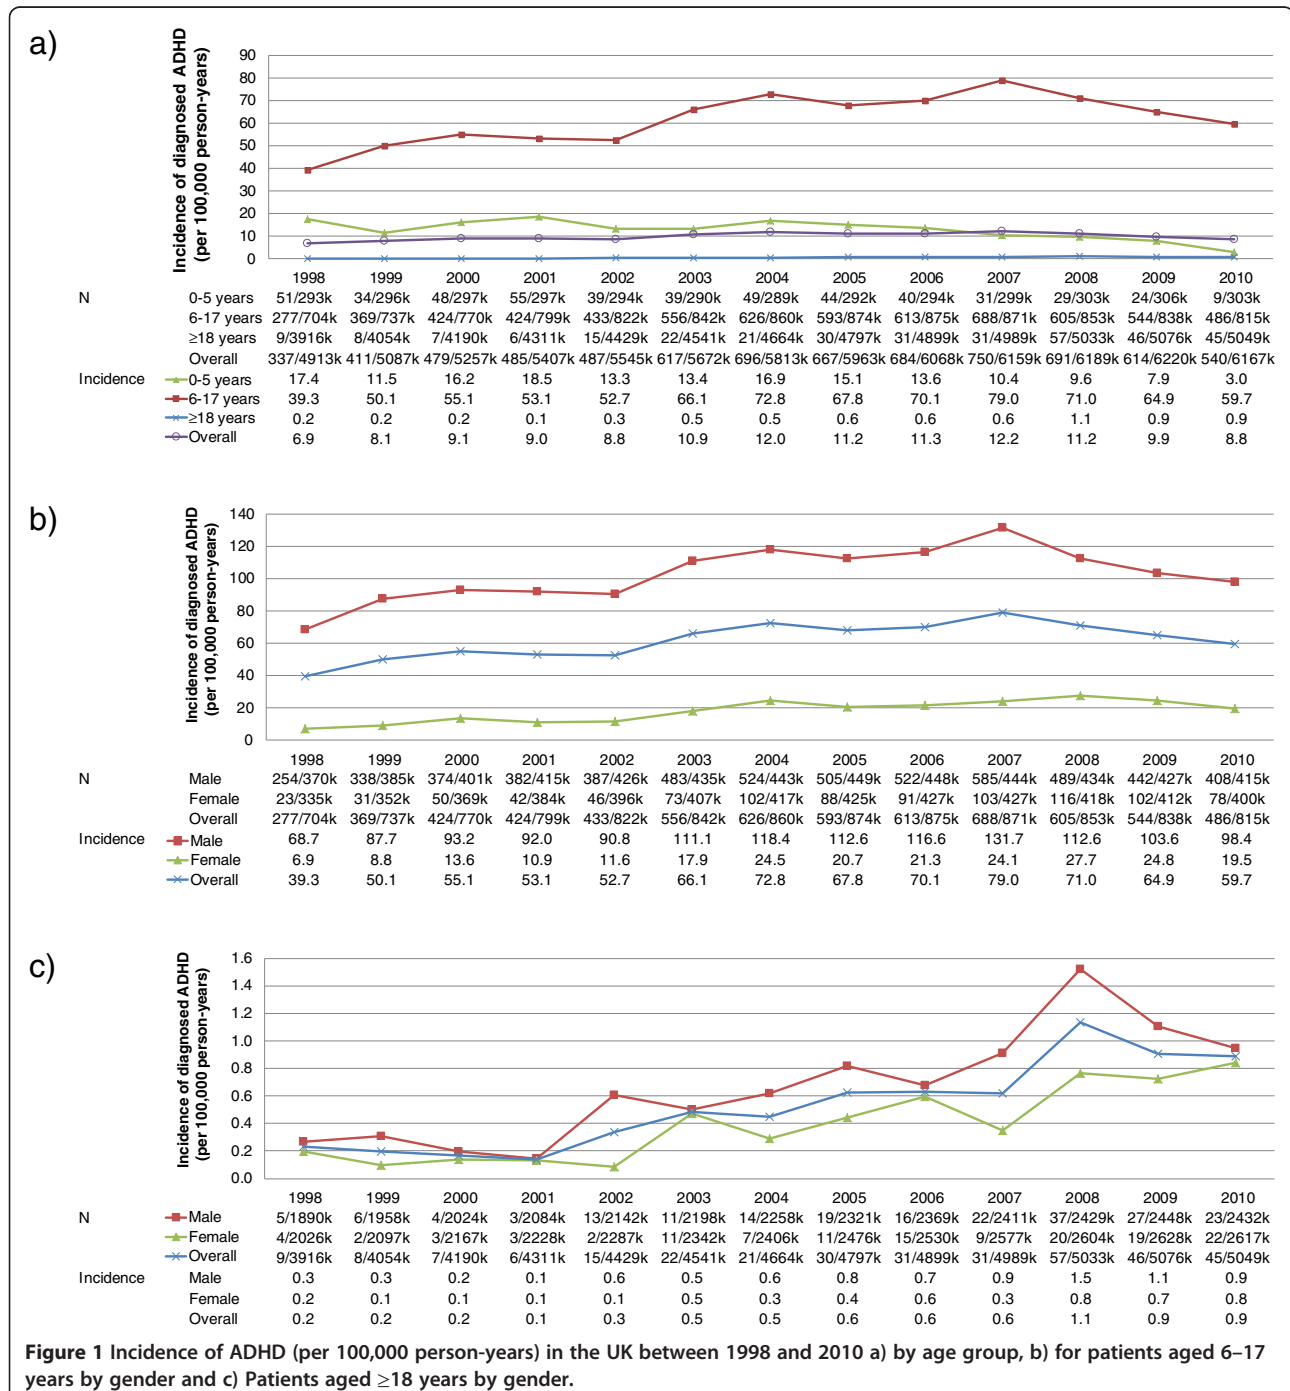 a)
Incidence of diagnosed ADHD
(per 100,000 person-years)
90
80
70
60
50
40
30
20
10
0
1998 1999 2000 2001 2002 2003 2004 2005 2006 2007 2008 2009 2010
N 0-5 years 51/293k 34/296k 48/297k 55/297k 39/294k 39/290k 49/289k 44/292k 40/294k 31/299k 29/303k 24/306k 9/303k
6-17 years 277/704k 369/737k 424/770k 424/799k 433/822k 556/842k 626/860k 593/874k 613/875k 688/871k 605/853k 544/838k 486/815k
≥18 years 9/3916k 8/4054k 7/4190k 6/4311k 15/4429k 22/4541k 21/4664k 30/4797k 31/4899k 31/4989k 57/5033k 46/5076k 45/5049k
Overall 337/4913k 411/5087k 479/5257k 485/5407k 487/5545k 617/5672k 696/5813k 667/5963k 684/6068k 750/6159k 691/6189k 614/6220k 540/6167k
Incidence 0-5 years 17.4 11.5 16.2 18.5 13.3 13.4 16.9 15.1 13.6 10.4 9.6 7.9 3.0
6-17 years 39.3 50.1 55.1 53.1 52.7 66.1 72.8 67.8 70.1 79.0 71.0 64.9 59.7
≥18 years 0.2 0.2 0.2 0.1 0.3 0.5 0.5 0.6 0.6 0.6 1.1 0.9 0.9
Overall 6.9 8.1 9.1 9.0 8.8 10.9 12.0 11.2 11.3 12.2 11.2 9.9 8.8
b)
Incidence of diagnosed ADHD
(per 100,000 person-years)
140
120
100
80
60
40
20
0
1998 1999 2000 2001 2002 2003 2004 2005 2006 2007 2008 2009 2010
N Male 254/370k 338/385k 374/401k 382/415k 387/426k 483/435k 524/443k 505/449k 522/448k 585/444k 489/434k 442/427k 408/415k
Female 23/335k 31/352k 50/369k 42/384k 46/396k 73/407k 102/417k 88/425k 91/427k 103/427k 116/418k 102/412k 78/400k
Overall 277/704k 369/737k 424/770k 424/799k 433/822k 556/842k 626/860k 593/874k 613/875k 688/871k 605/853k 544/838k 486/815k
Incidence Male 68.7 87.7 93.2 92.0 90.8 111.1 118.4 112.6 116.6 131.7 112.6 103.6 98.4
Female 6.9 8.8 13.6 10.9 11.6 17.9 24.5 20.7 21.3 24.1 27.7 24.8 19.5
Overall 39.3 50.1 55.1 53.1 52.7 66.1 72.8 67.8 70.1 79.0 71.0 64.9 59.7
c)
Incidence of diagnosed ADHD
(per 100,000 person-years)
1.6
1.4
1.2
1.0
0.8
0.6
0.4
0.2
0.0
1998 1999 2000 2001 2002 2003 2004 2005 2006 2007 2008 2009 2010
N Male 5/1890k 6/1958k 4/2024k 3/2084k 13/2142k 11/2198k 14/2258k 19/2321k 16/2369k 22/2411k 37/2429k 27/2448k 23/2432k
Female 4/2026k 2/2097k 3/2167k 3/2228k 2/2287k 11/2342k 7/2406k 11/2476k 15/2530k 9/2577k 20/2604k 19/2628k 22/2617k
Overall 9/3916k 8/4054k 7/4190k 6/4311k 15/4429k 22/4541k 21/4664k 30/4797k 31/4899k 31/4989k 57/5033k 46/5076k 45/5049k
Incidence Male 0.3 0.3 0.2 0.1 0.6 0.5 0.6 0.8 0.7 0.9 1.5 1.1 0.9
Female 0.2 0.1 0.1 0.1 0.1 0.5 0.3 0.4 0.6 0.3 0.8 0.7 0.8
Overall 0.2 0.2 0.2 0.1 0.3 0.5 0.5 0.6 0.6 0.6 1.1 0.9 0.9
Figure 1 Incidence of ADHD (per 100,000 person-years) in the UK between 1998 and 2010 a) by age group, b) for patients aged 6–17
years by gender and c) Patients aged ≥18 years by gender.